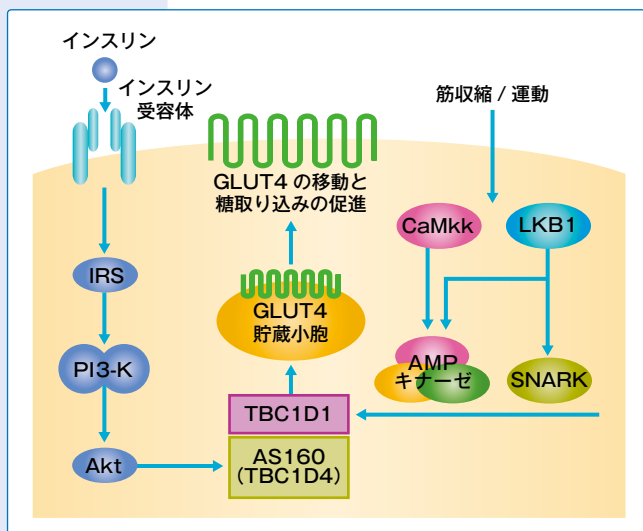 インスリン
インスリン
受容体
筋収縮 / 運動
GLUT4 の移動と
糖取り込みの促進
CaMkk
LKB1
IRS
GLUT4
貯蔵小胞
PI3-K
AMP
キナーゼ
SNARK
TBC1D1
Akt
AS160
(TBC1D4)